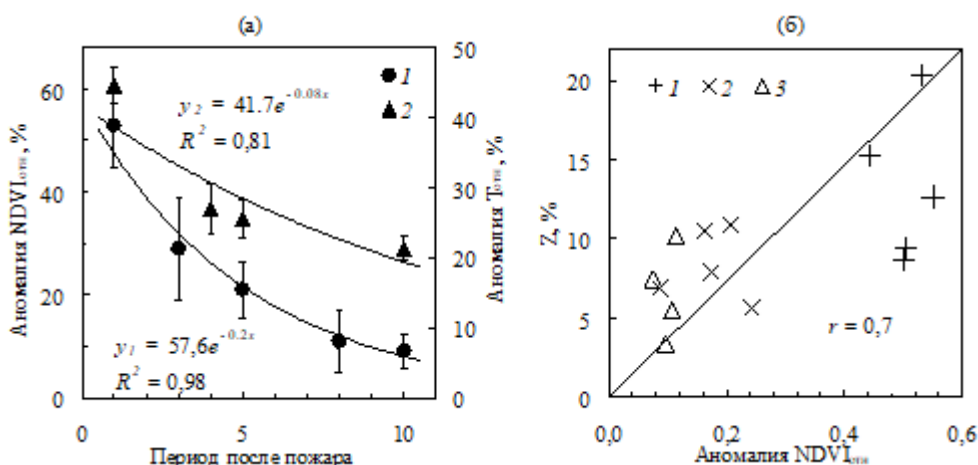 (а)
60
40
20
0
Аномалия NDVIотн, %
50
40
30
20
10
0
Аномалия Tотн, %
1
2
y2 = 41.7e^-0.08x
R^2 = 0,81
y1 = 57,6e^-0.2x
R^2 = 0,98
0
5
10
Период после пожара
(б)
20
15
10
5
0
Z, %
1 2 3
r = 0,7
0,0
0,2
0,4
0,6
Аномалия NDVIотн